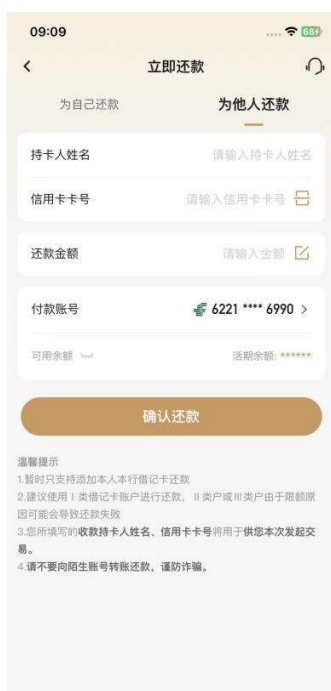 09:09
68
立即还款
为自己还款 为他人还款
持卡人姓名 请输入持卡人姓名
信用卡卡号 请输入信用卡卡号
还款金额 请输入金额
付款账号 6221 **** 6990 >
可用余额 活期余额: ******
确认还款
温馨提示
1.暂时只支持添加本人本行借记卡还款
2.建议使用Ⅰ类借记卡账户进行还款，Ⅱ类户或Ⅲ类户由于限额原
因可能会导致还款失败
3.您所填写的收款持卡人姓名、信用卡卡号将用于供您本次发起交
易。
4.请不要向陌生账号转账还款，谨防诈骗。